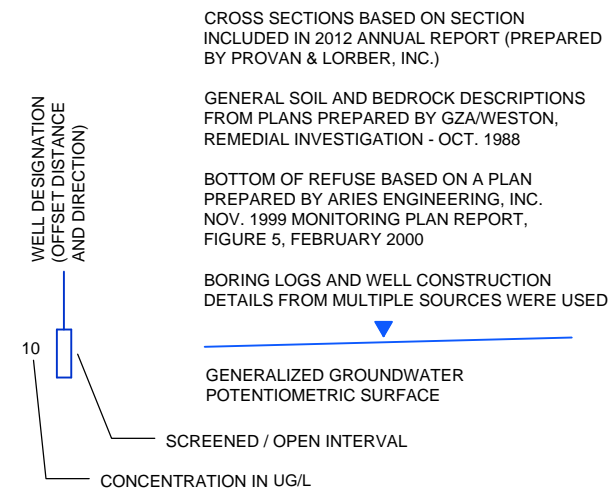 CROSS SECTIONS BASED ON SECTION
INCLUDED IN 2012 ANNUAL REPORT (PREPARED
BY PROVAN & LORBER, INC.)
GENERAL SOIL AND BEDROCK DESCRIPTIONS
FROM PLANS PREPARED BY GZA/WESTON,
REMEDIAL INVESTIGATION - OCT. 1988
BOTTOM OF REFUSE BASED ON A PLAN
PREPARED BY ARIES ENGINEERING, INC.
NOV. 1999 MONITORING PLAN REPORT,
FIGURE 5, FEBRUARY 2000
BORING LOGS AND WELL CONSTRUCTION
DETAILS FROM MULTIPLE SOURCES WERE USED
WELL DESIGNATION
(OFFSET DISTANCE
AND DIRECTION)
10
GENERALIZED GROUNDWATER
POTENTIOMETRIC SURFACE
SCREENED / OPEN INTERVAL
CONCENTRATION IN UG/L